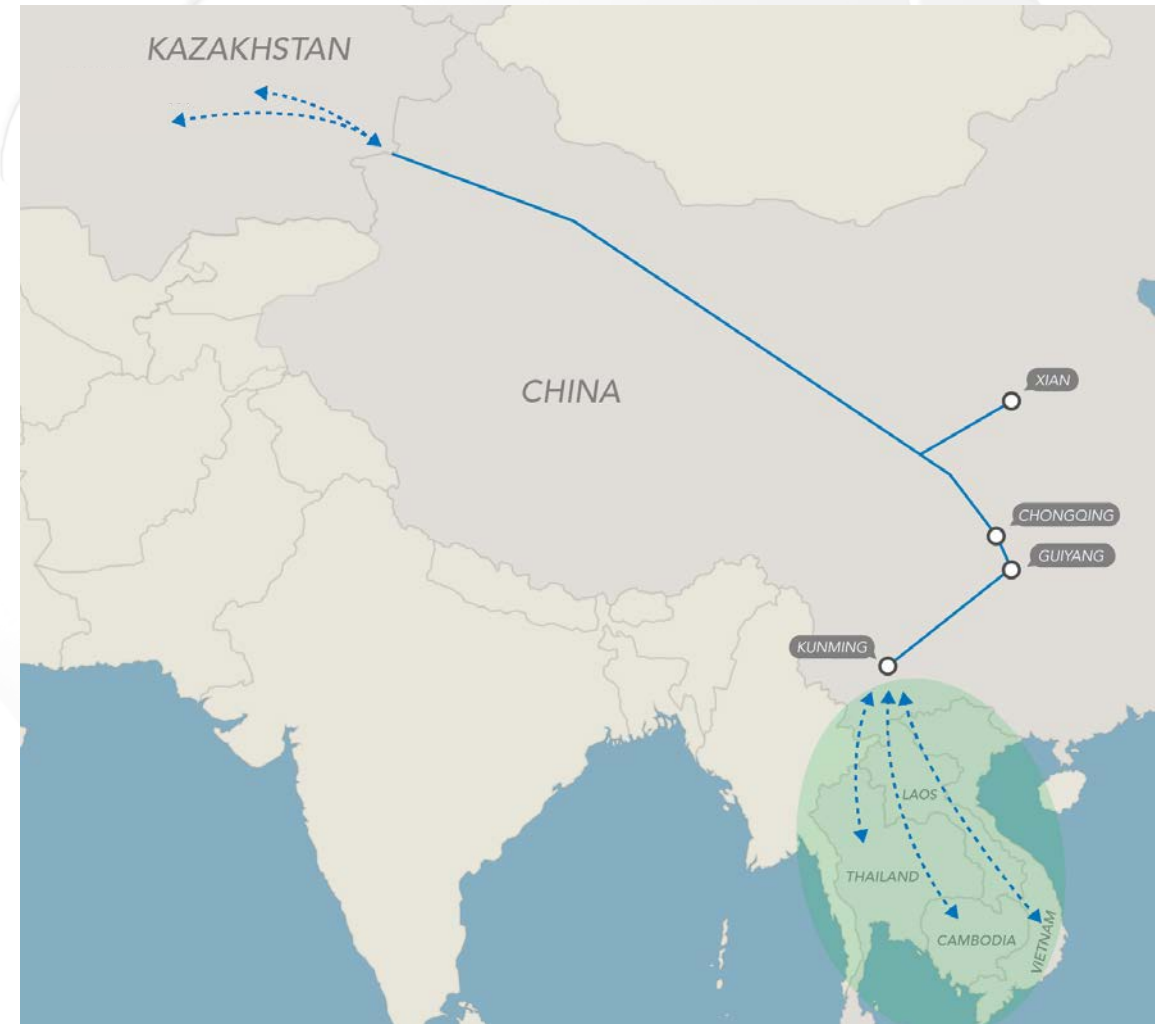 KAZAKHSTAN
CHINA
XIAN
CHONGQING
GUIYANG
KUNMING
LAOS
THAILAND
CAMBODIA
VIETNAM